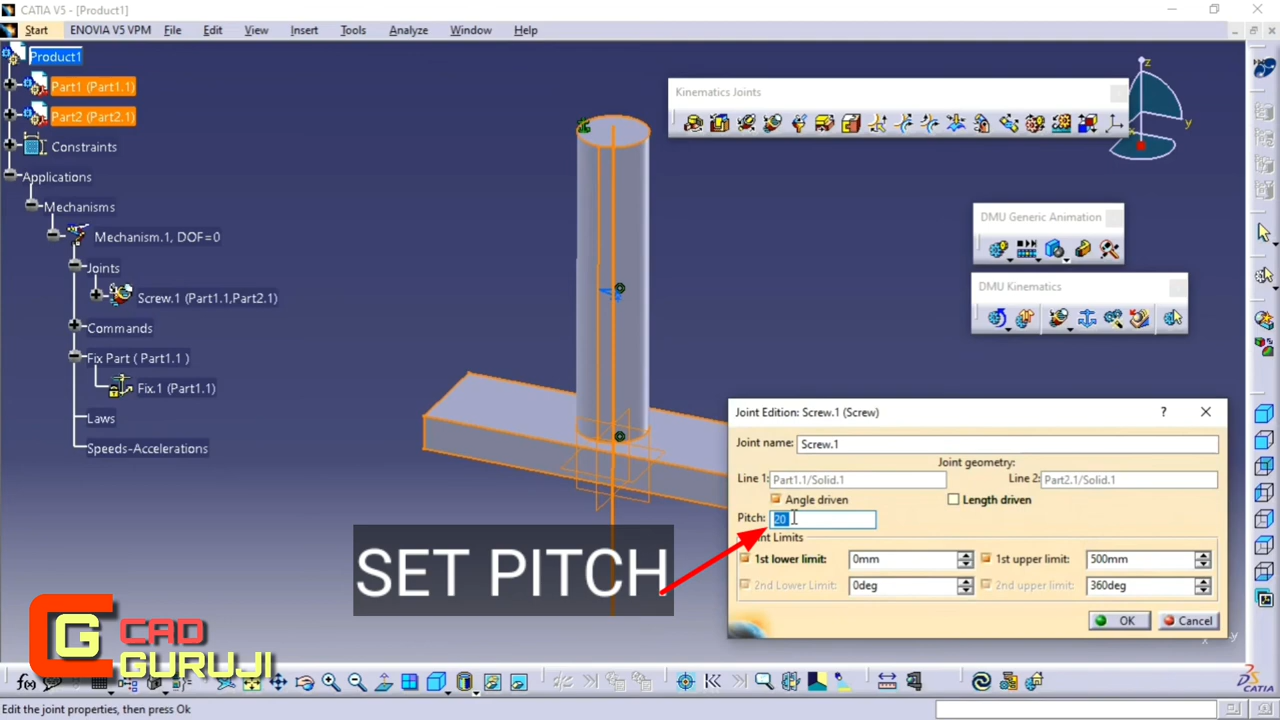 CATIA V5 - [Product1]
Start
ENOVIA V5 VPM
File
Edit
View
Insert
Tools
Analyze
Window
Help
Product1
Part1 (Part1.1)
Part2 (Part2.1)
Constraints
Applications
Mechanisms
Mechanism.1, DOF=0
Joints
Screw.1 (Part1.1,Part2.1)
Commands
Fix Part ( Part1.1 )
Fix.1 (Part1.1)
Laws
Speeds-Accelerations
Kinematics Joints
z
y
DMU Generic Animation
DMU Kinematics
Joint Edition: Screw.1 (Screw)
?
Joint name: Screw.1
Joint geometry:
Line 1: Part1.1/Solid.1
Line 2: Part2.1/Solid.1
Angle driven
Length driven
Pitch: 20
Joint Limits
1st lower limit: 0mm
1st upper limit: 500mm
2nd Lower Limit: 0deg
2nd upper limit: 360deg
OK
Cancel
SET PITCH
G
CAD
GURUJI
f(x)
CATIA
Edit the joint properties, then press Ok